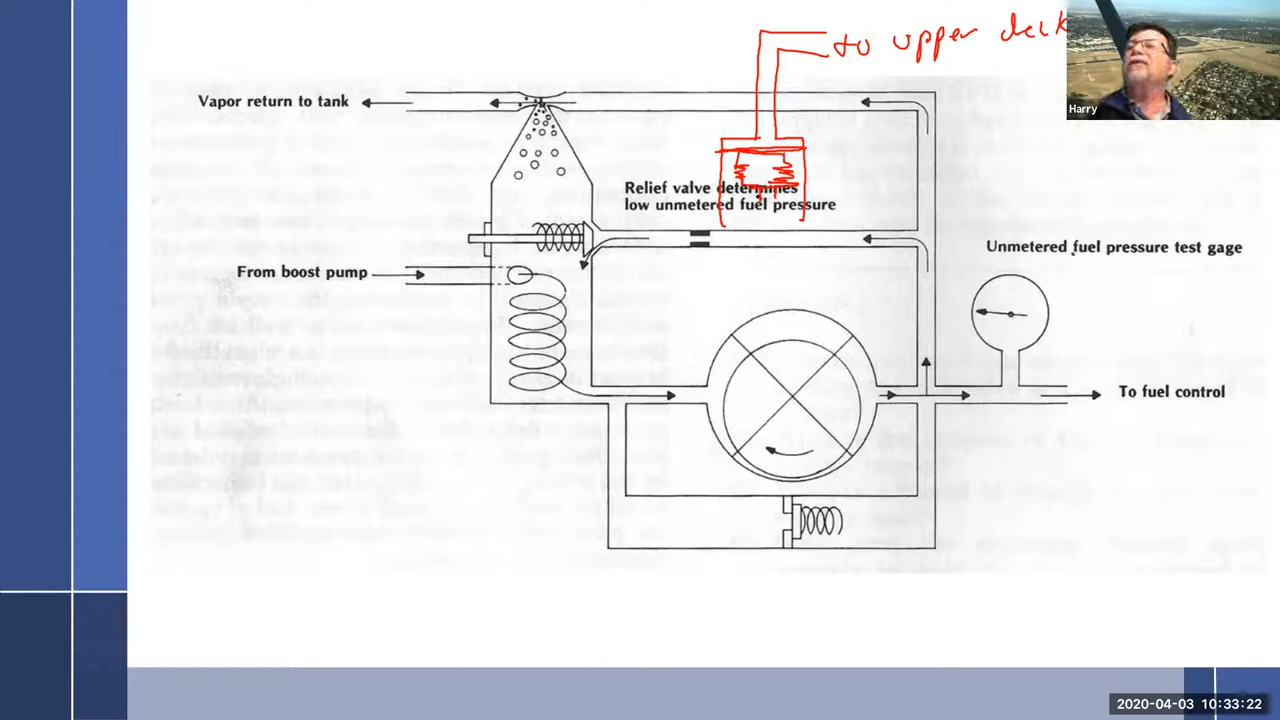 to upper deck
Harry
Vapor return to tank
Relief valve determines
low unmetered fuel pressure
Unmetered fuel pressure test gage
From boost pump
To fuel control
2020-04-03 10:33:22